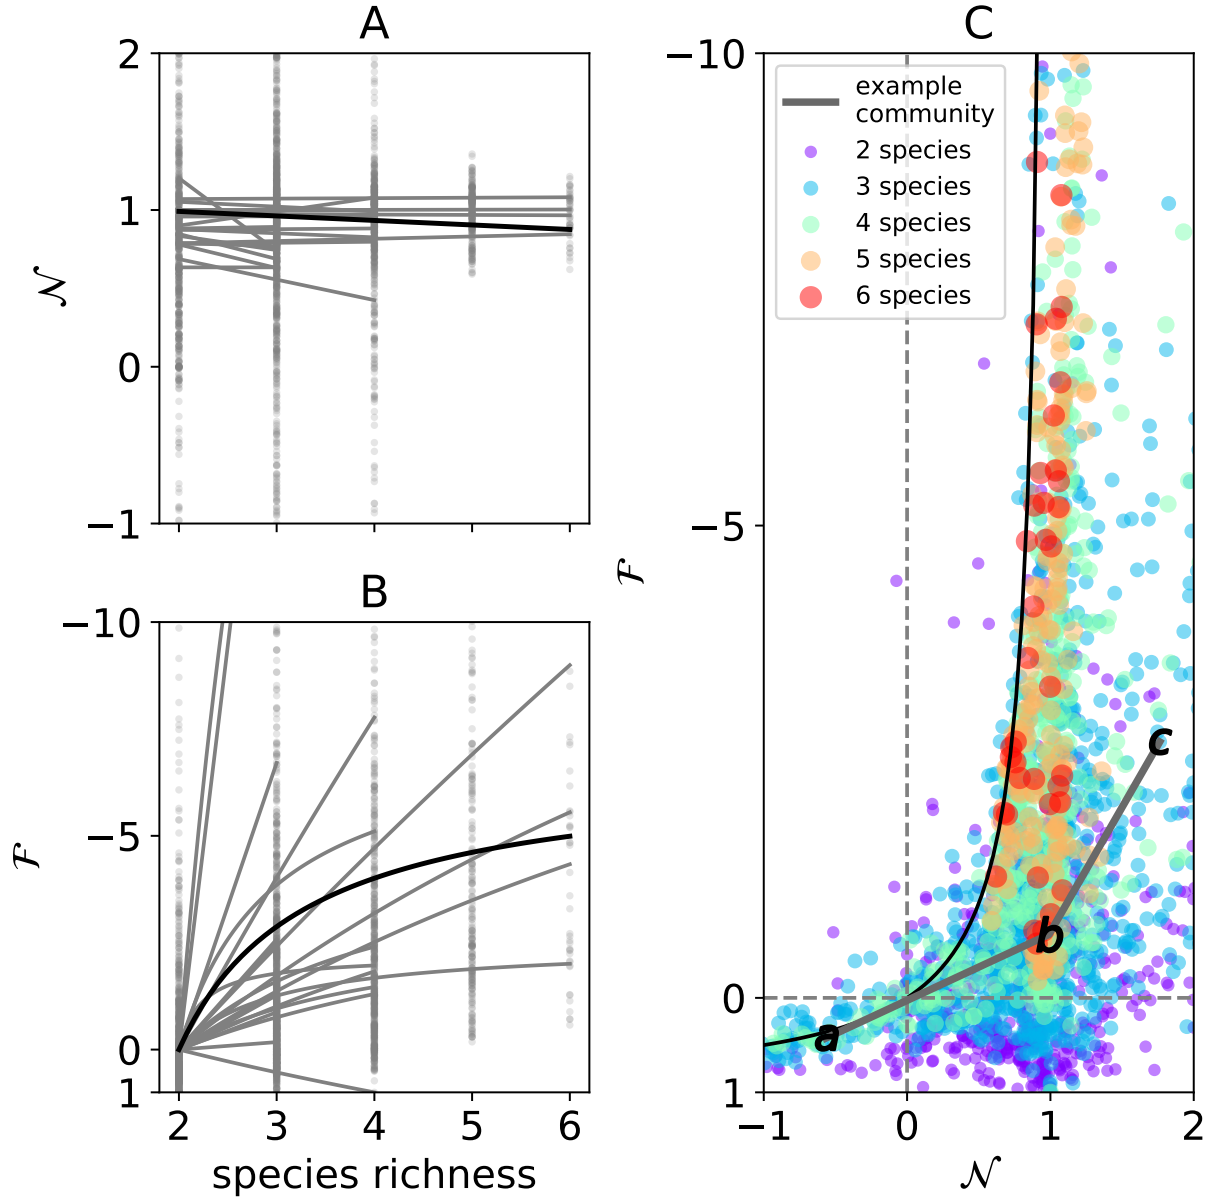 A
2
1
0
−1
𝒩
B
−10
−5
0
1
ℱ
2
3
4
5
6
species richness
C
−10
−5
0
1
ℱ
example
community
2 species
3 species
4 species
5 species
6 species
a
b
c
−1
0
1
2
𝒩